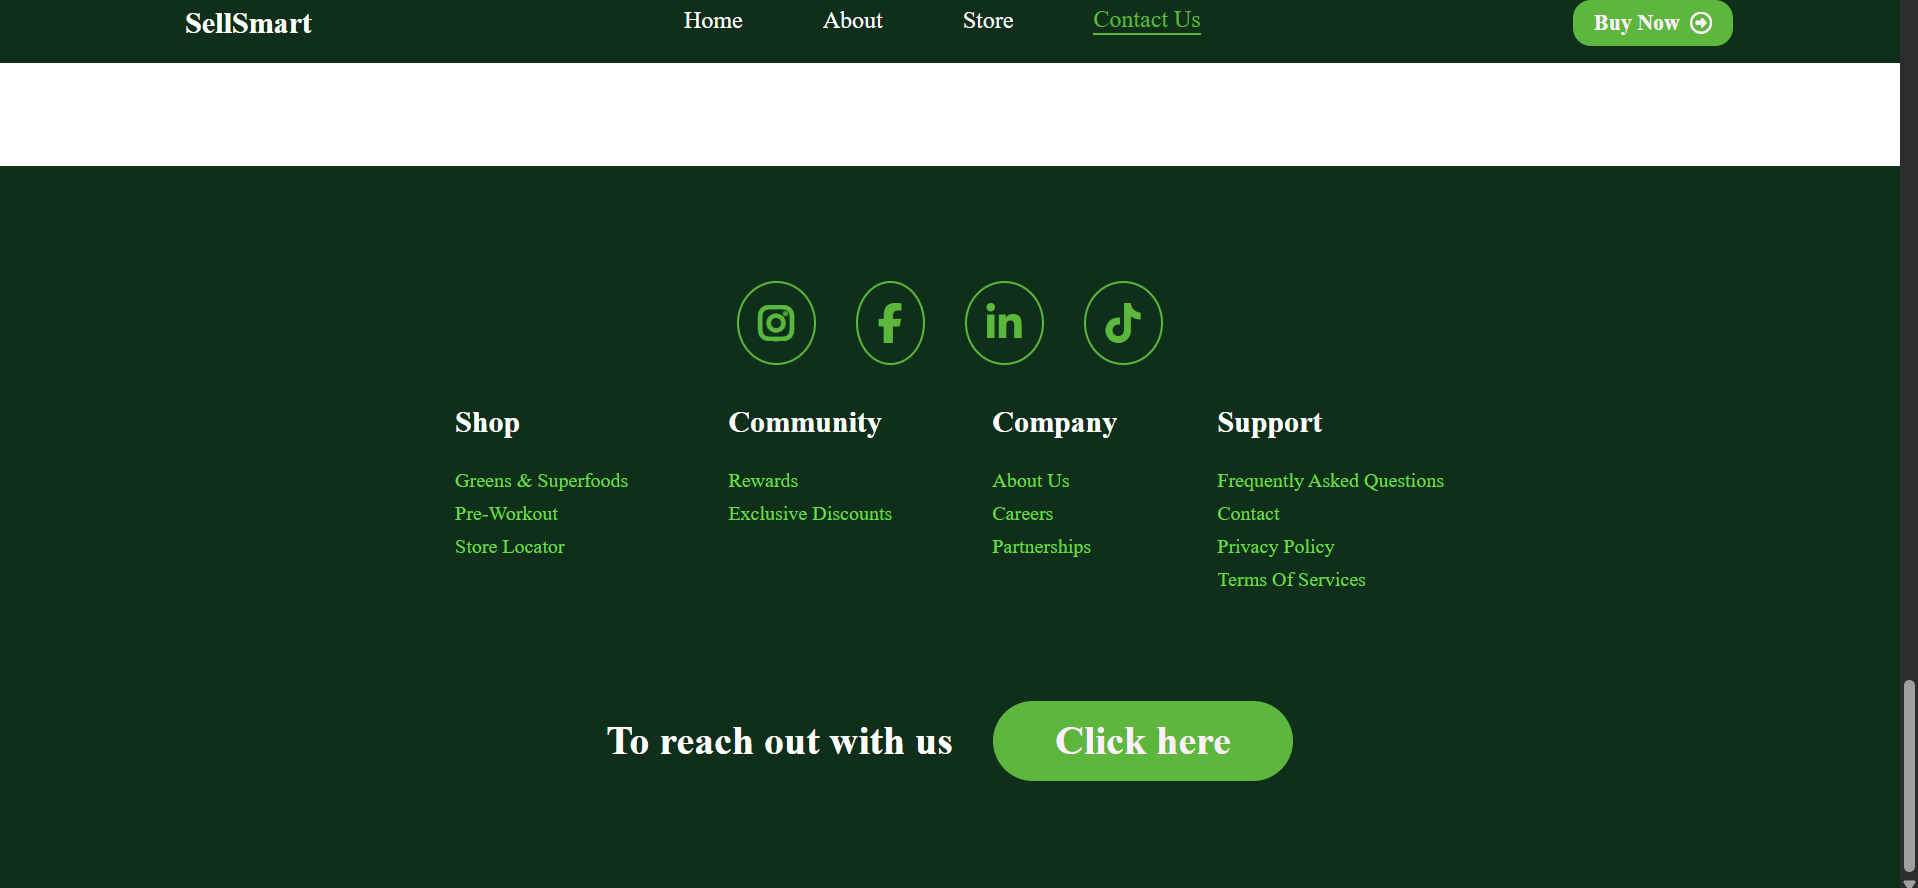 SellSmart
Home
About
Store
Contact Us
Buy Now
Shop
Greens & Superfoods
Pre-Workout
Store Locator
Community
Rewards
Exclusive Discounts
Company
About Us
Careers
Partnerships
Support
Frequently Asked Questions
Contact
Privacy Policy
Terms Of Services
To reach out with us
Click here